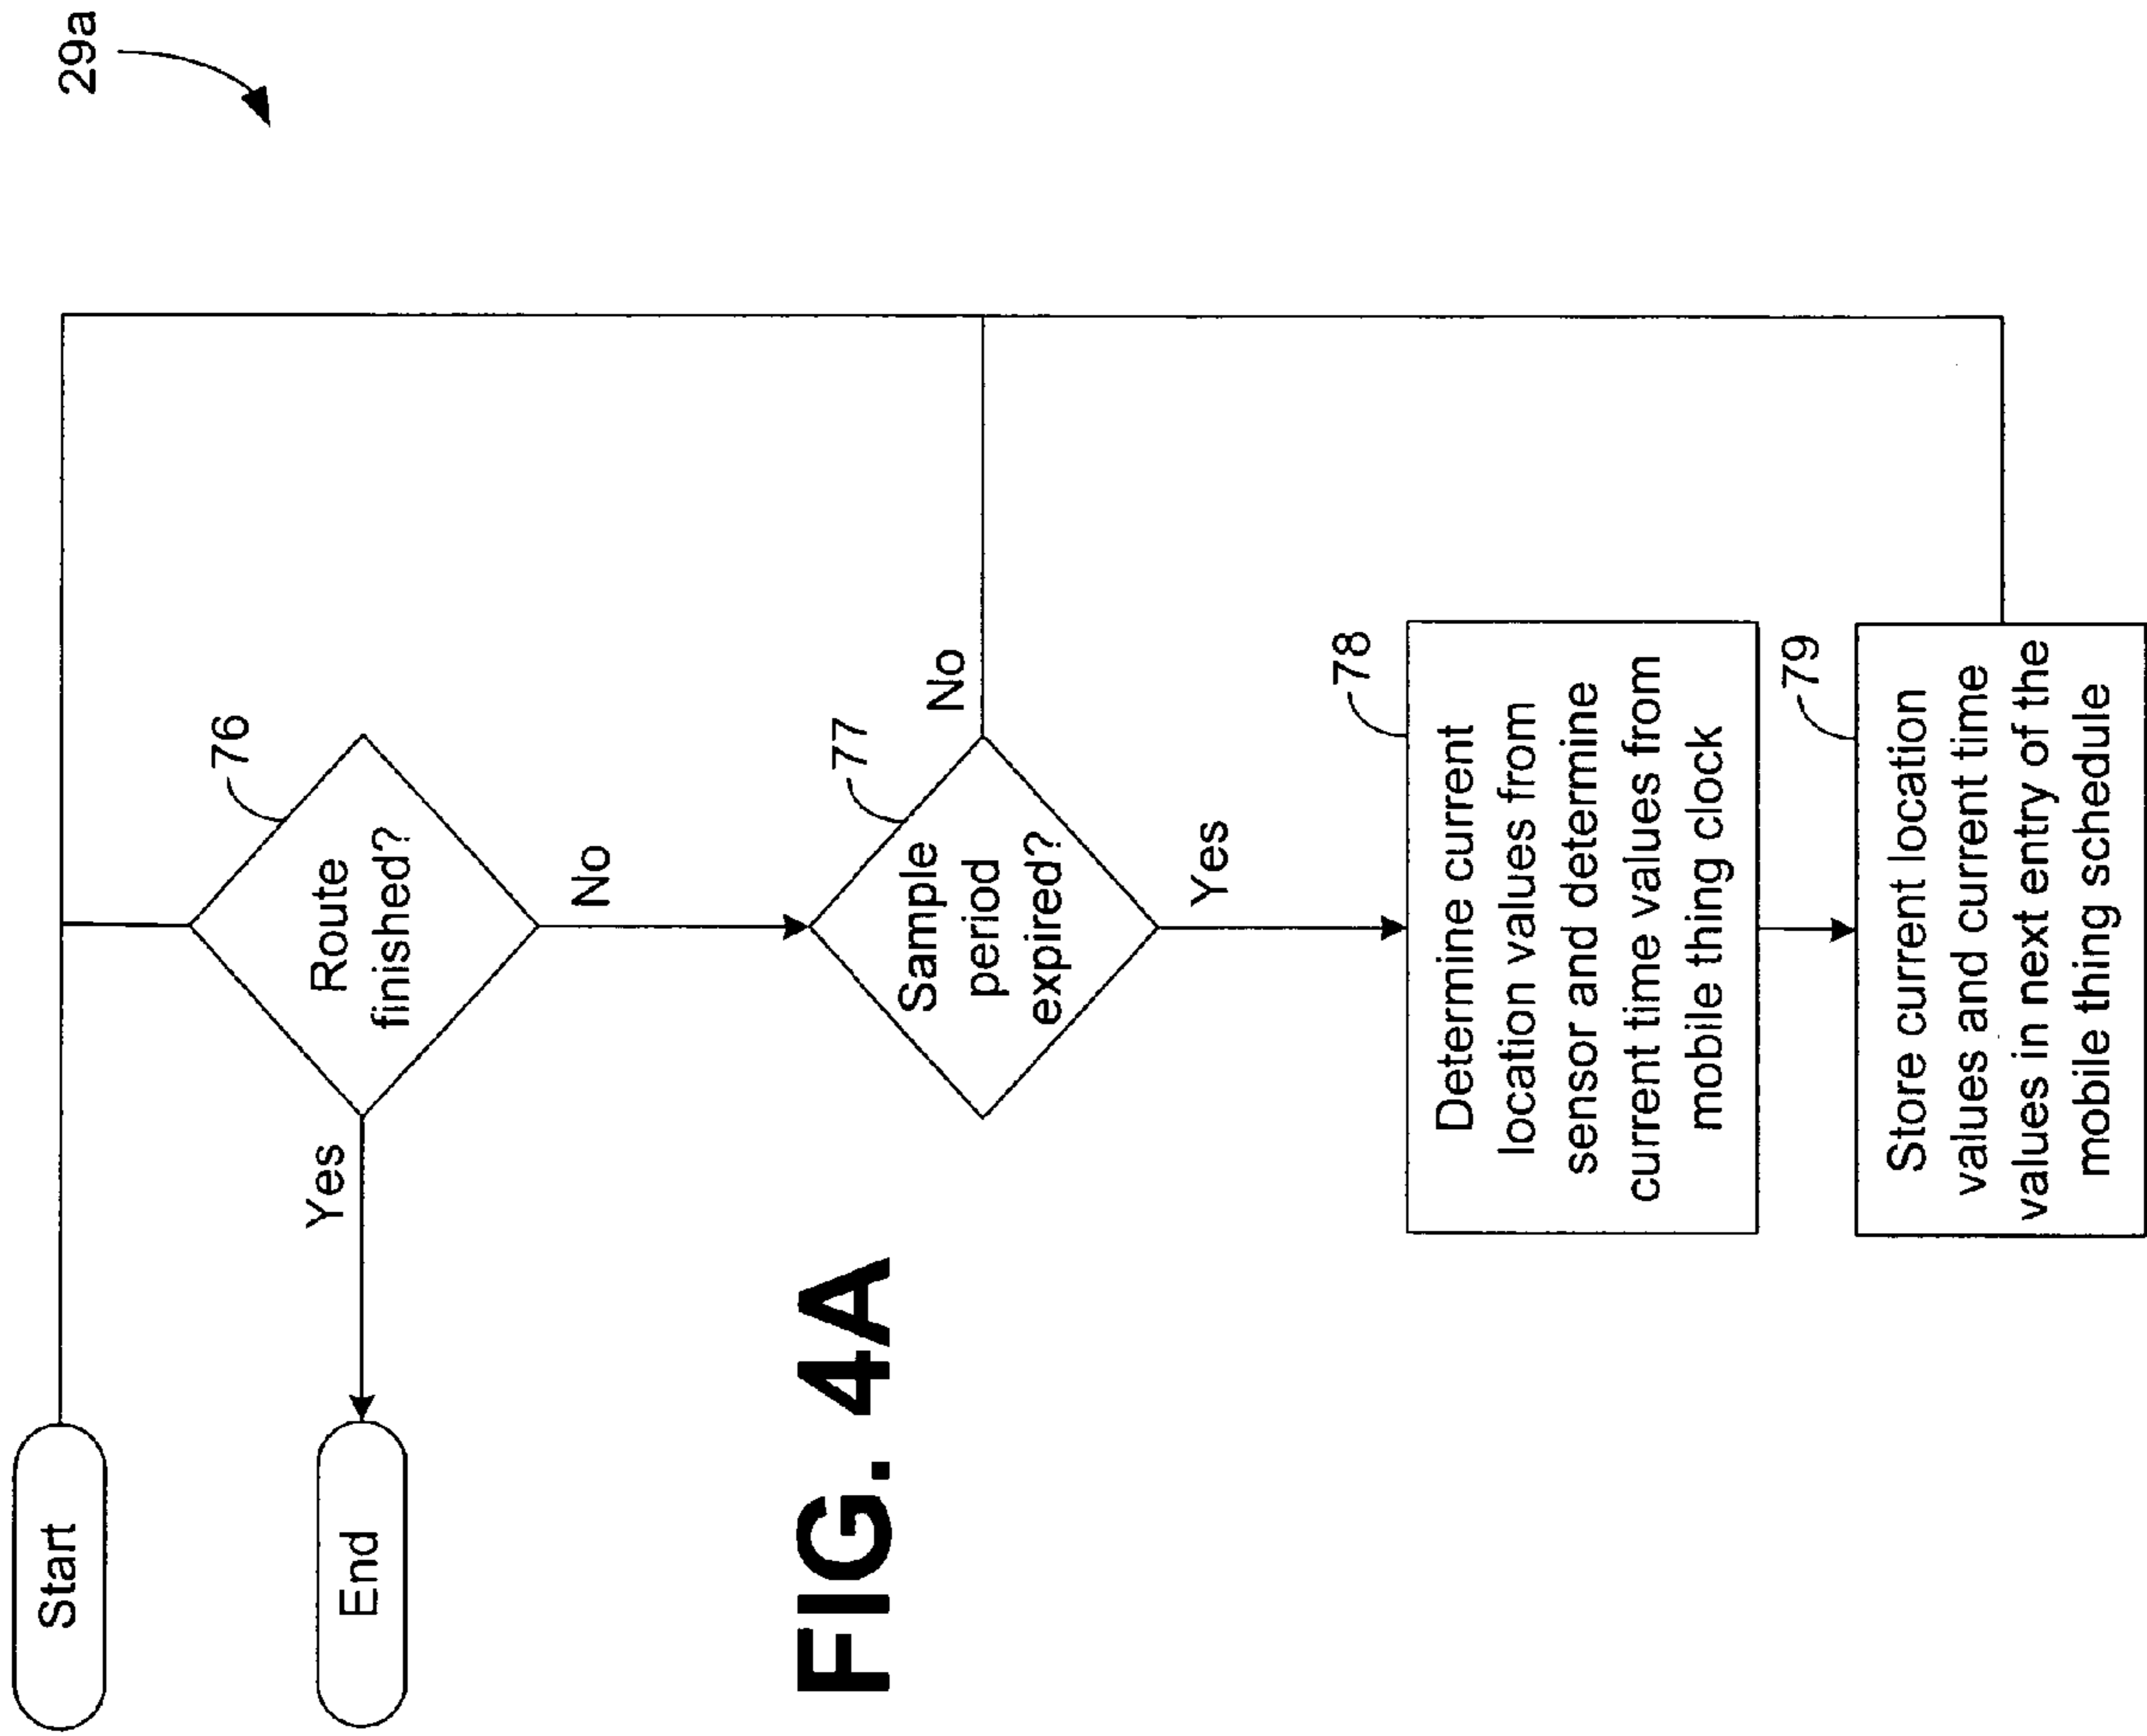 29a
Start
76
Route
finished?
Yes
End
No
77
Sample
period
expired?
No
Yes
78
Determine current
location values from
sensor and determine
current time values from
mobile thing clock
79
Store current location
values and current time
values in next entry of the
mobile thing schedule
FIG. 4A